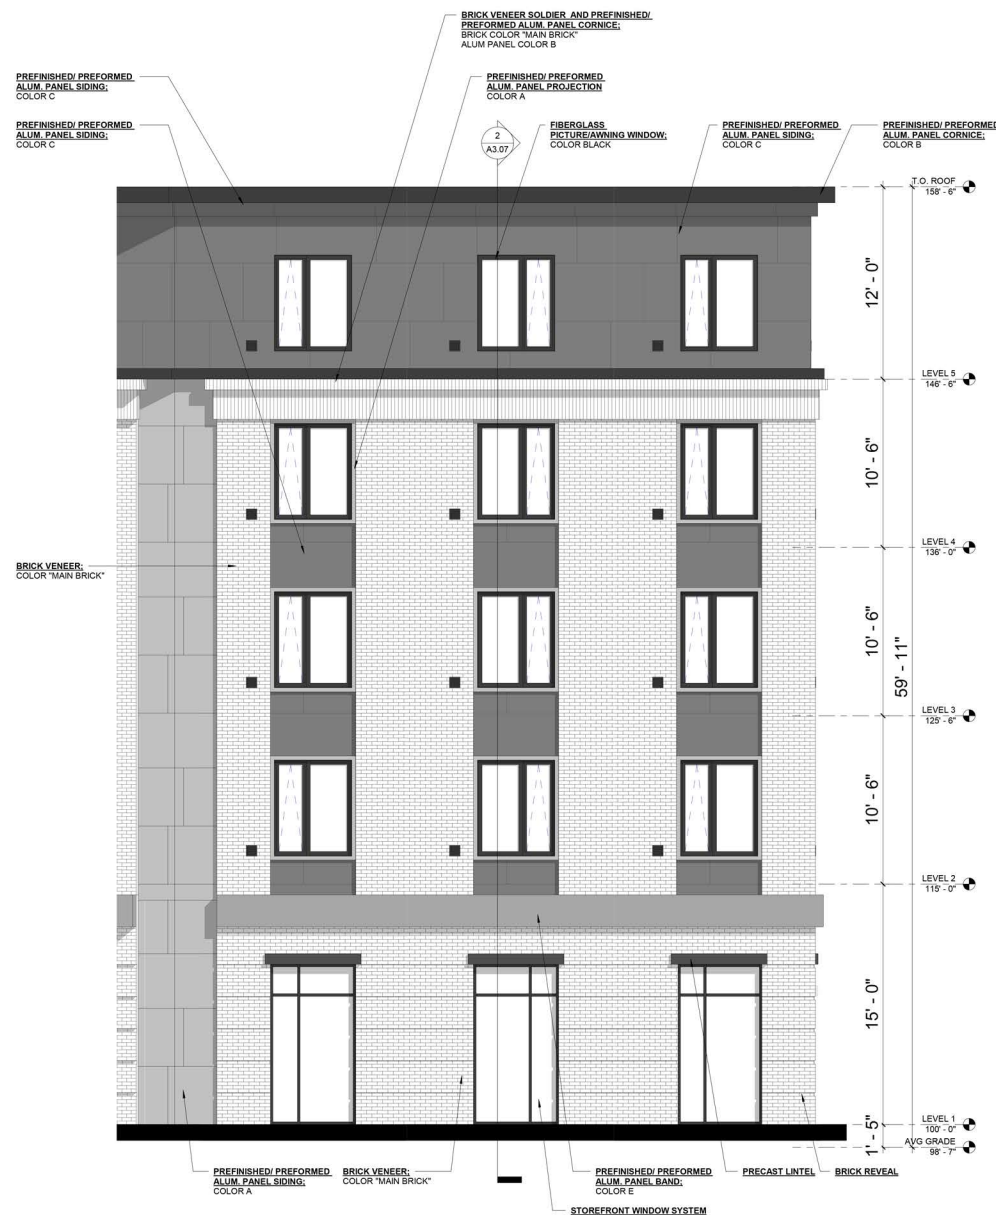 BRICK VENEER SOLDIER AND PREFINISHED/
PREFORMED ALUM. PANEL CORNICE;
BRICK COLOR "MAIN BRICK"
ALUM PANEL COLOR B
PREFINISHED/ PREFORMED
ALUM. PANEL SIDING;
COLOR C
PREFINISHED/ PREFORMED
ALUM. PANEL PROJECTION
COLOR A
PREFINISHED/ PREFORMED
ALUM. PANEL SIDING;
COLOR C
2
A3.07
FIBERGLASS
PICTURE/AWNING WINDOW;
COLOR BLACK
PREFINISHED/ PREFORMED
ALUM. PANEL SIDING;
COLOR C
PREFINISHED/ PREFORMED
ALUM. PANEL CORNICE;
COLOR B
T.O. ROOF
158' - 6"
12' - 0"
LEVEL 5
146' - 6"
10' - 6"
LEVEL 4
136' - 0"
BRICK VENEER;
COLOR "MAIN BRICK"
10' - 6"
59' - 11"
LEVEL 3
125' - 6"
10' - 6"
LEVEL 2
115' - 0"
15' - 0"
LEVEL 1
100' - 0"
1' - 5"
AVG GRADE
98' - 7"
PREFINISHED/ PREFORMED
ALUM. PANEL SIDING;
COLOR A
BRICK VENEER;
COLOR "MAIN BRICK"
PREFINISHED/ PREFORMED
ALUM. PANEL BAND;
COLOR E
PRECAST LINTEL
BRICK REVEAL
STOREFRONT WINDOW SYSTEM